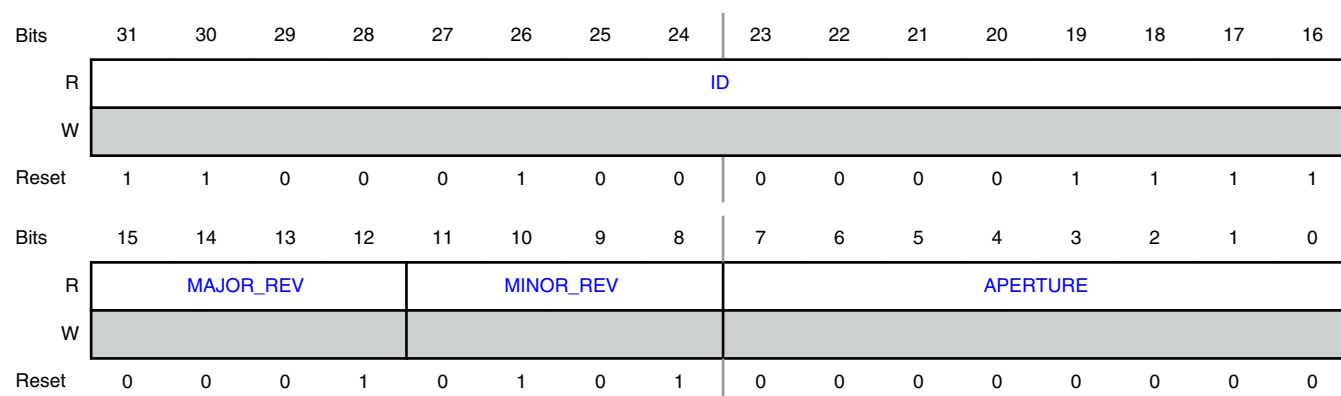 Bits 31 30 29 28 27 26 25 24 23 22 21 20 19 18 17 16
R ID
W
Reset 1 1 0 0 0 1 0 0 0 0 0 0 1 1 1 1
Bits 15 14 13 12 11 10 9 8 7 6 5 4 3 2 1 0
R MAJOR_REV MINOR_REV APERTURE
W
Reset 0 0 0 1 0 1 0 1 0 0 0 0 0 0 0 0